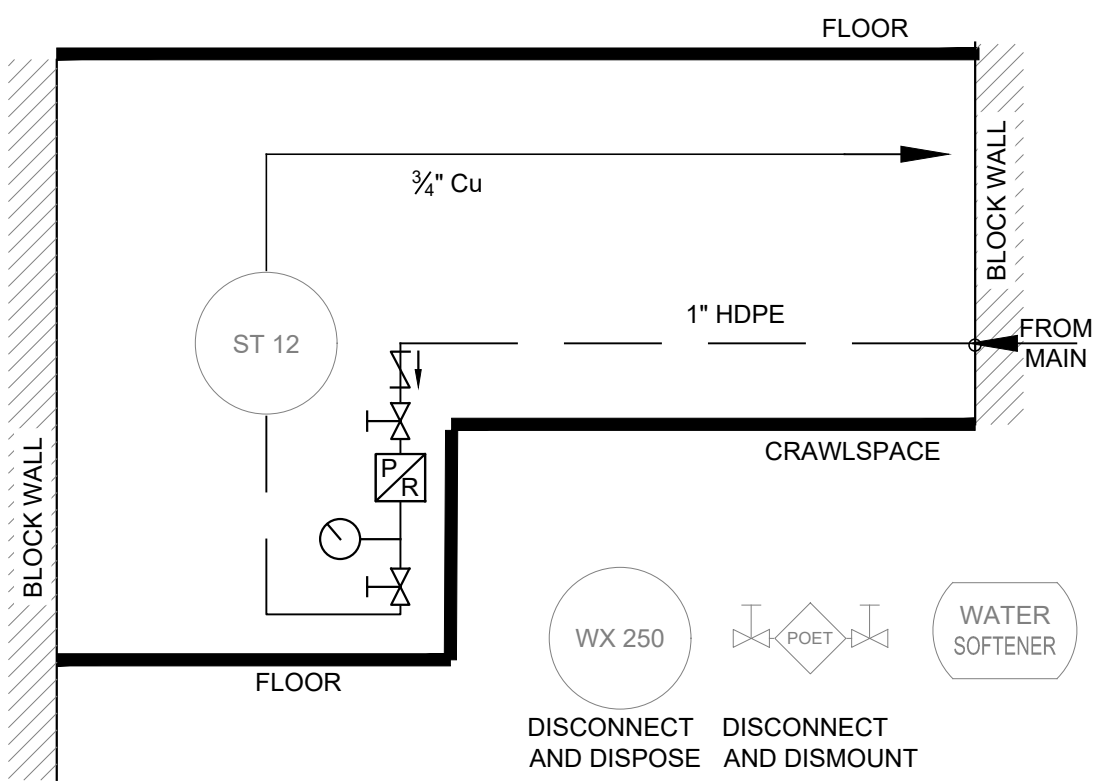 FLOOR
¾" Cu
BLOCK WALL
1" HDPE
FROM
MAIN
ST 12
CRAWLSPACE
P
R
BLOCK WALL
FLOOR
WX 250
POET
WATER
SOFTENER
DISCONNECT
AND DISPOSE
DISCONNECT
AND DISMOUNT